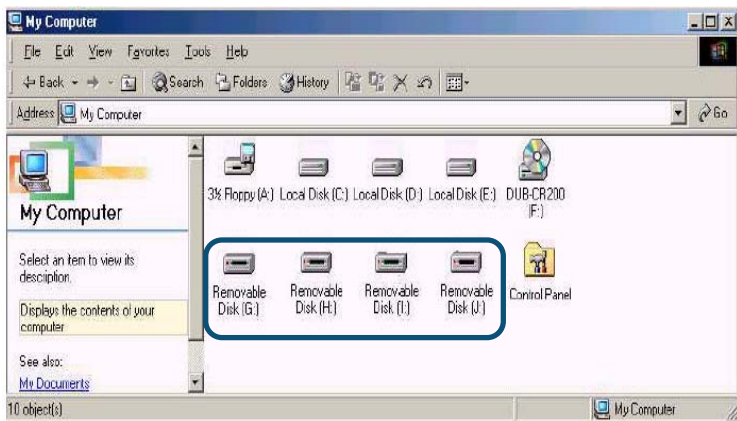 My Computer
File Edit View Favorites Tools Help
Back Search Folders History
Address My Computer Go
My Computer
Select an item to view its
description.
Displays the contents of your
computer
See also:
My Documents
3½ Floppy (A:) Local Disk (C:) Local Disk (D:) Local Disk (E:) DUB-CR200
(F:)
Removable Removable Removable Removable Control Panel
Disk (G:) Disk (H:) Disk (I:) Disk (J:)
10 object(s) My Computer